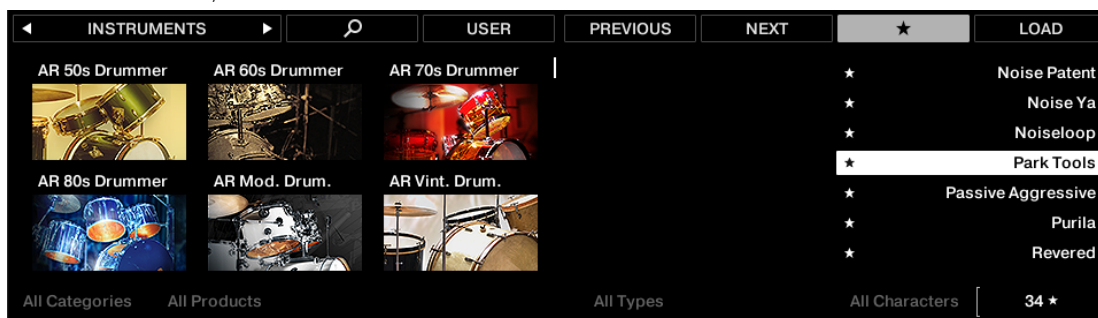 INSTRUMENTS USER PREVIOUS NEXT ★ LOAD
AR 50s Drummer AR 60s Drummer AR 70s Drummer
AR 80s Drummer AR Mod. Drum. AR Vint. Drum.
★ Noise Patent
★ Noise Ya
★ Noiseloop
★ Park Tools
★ Passive Aggressive
★ Purila
★ Revered
All Categories All Products All Types All Characters 34 ★